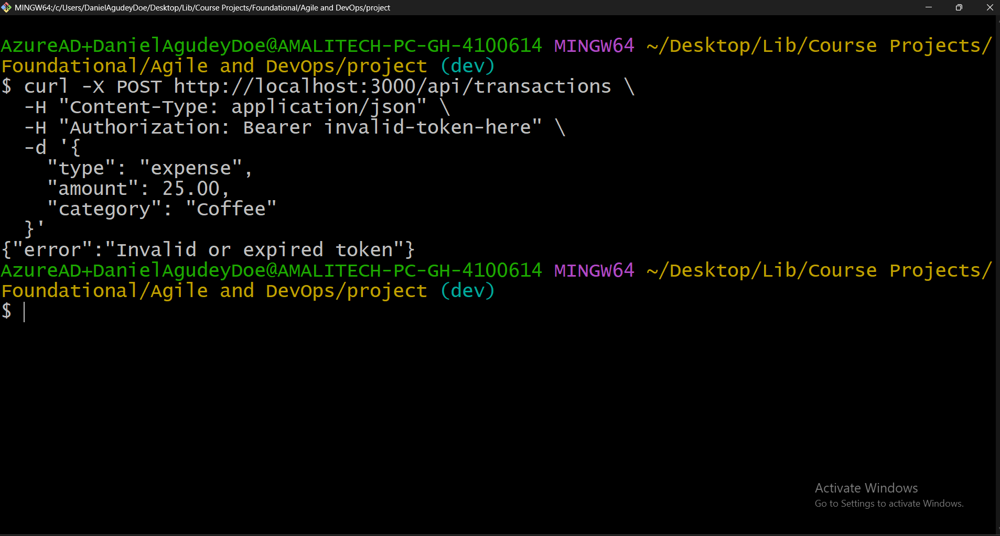 MINGW64:/c/Users/DanielAgudeyDoe/Desktop/Lib/Course Projects/Foundational/Agile and DevOps/project
AzureAD+DanielAgudeyDoe@AMALITECH-PC-GH-4100614 MINGW64 ~/Desktop/Lib/Course Projects/
Foundational/Agile and DevOps/project (dev)
$ curl -X POST http://localhost:3000/api/transactions \
  -H "Content-Type: application/json" \
  -H "Authorization: Bearer invalid-token-here" \
  -d '{
    "type": "expense",
    "amount": 25.00,
    "category": "Coffee"
  }'
{"error":"Invalid or expired token"}
AzureAD+DanielAgudeyDoe@AMALITECH-PC-GH-4100614 MINGW64 ~/Desktop/Lib/Course Projects/
Foundational/Agile and DevOps/project (dev)
$
Activate Windows
Go to Settings to activate Windows.